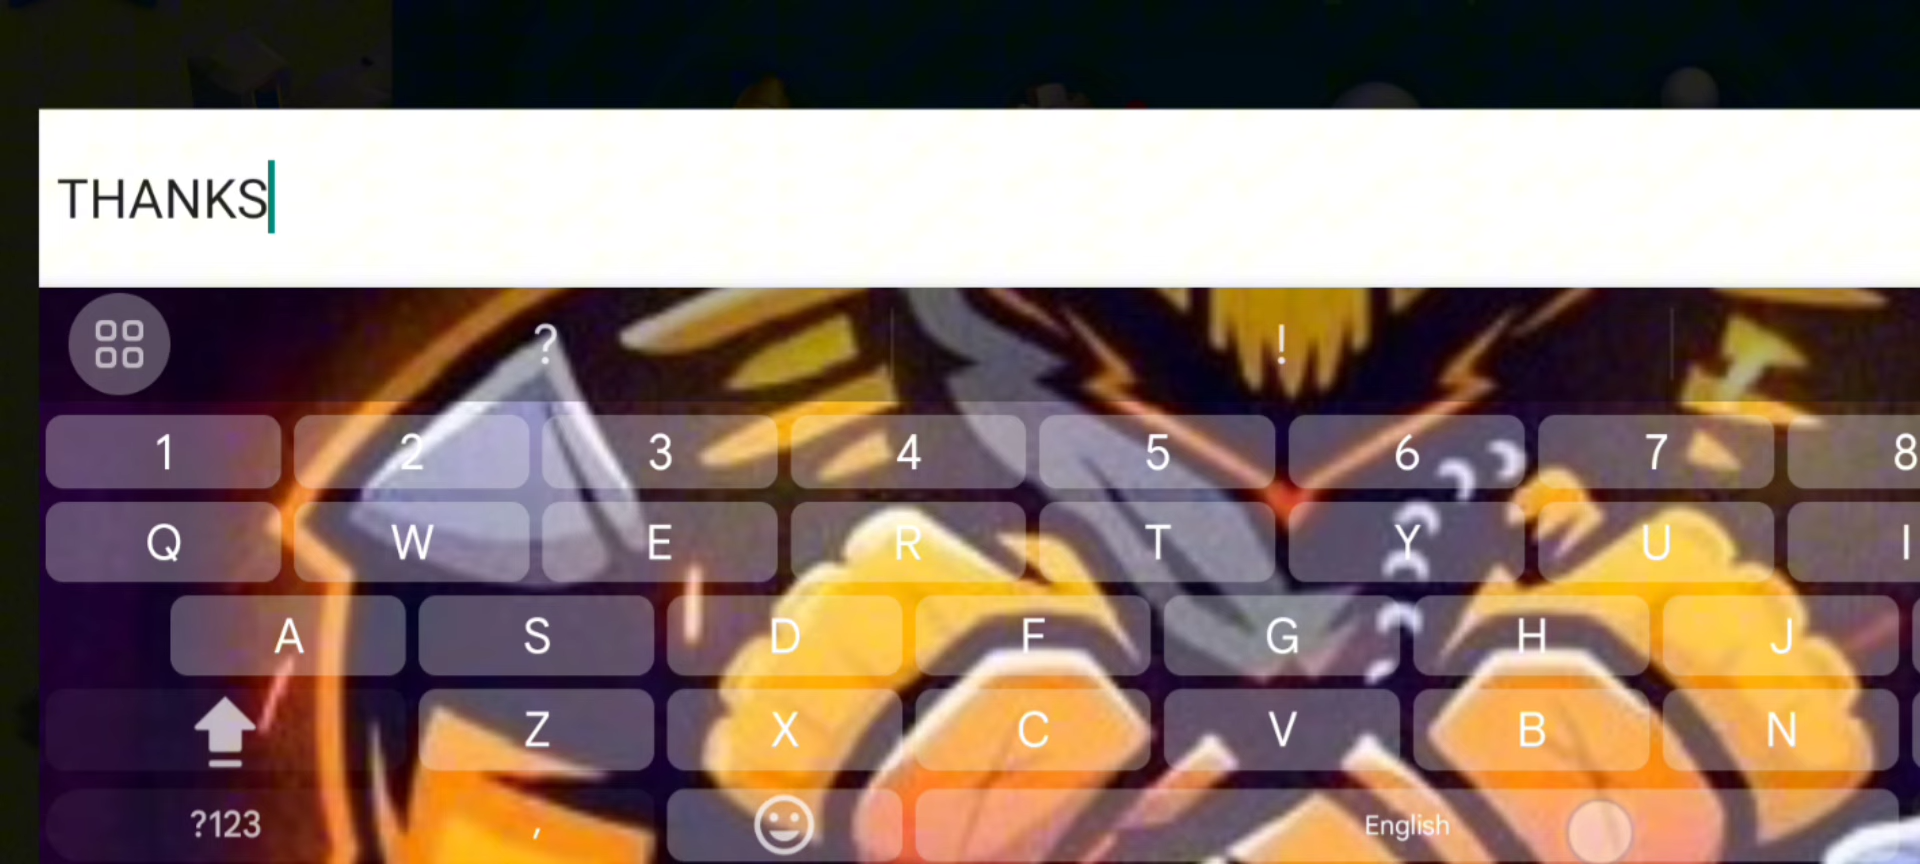 THANKS
? !
1 2 3 4 5 6 7 8
Q W E R T Y U I
A S D F G H J
Z X C V B N
?123 , English